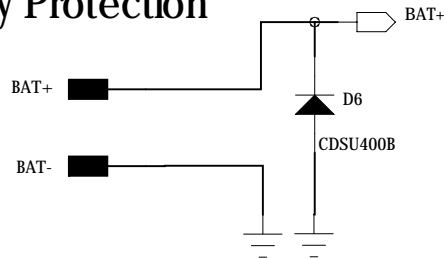 y Protection
BAT+
BAT+
D6
CDSU400B
BAT-